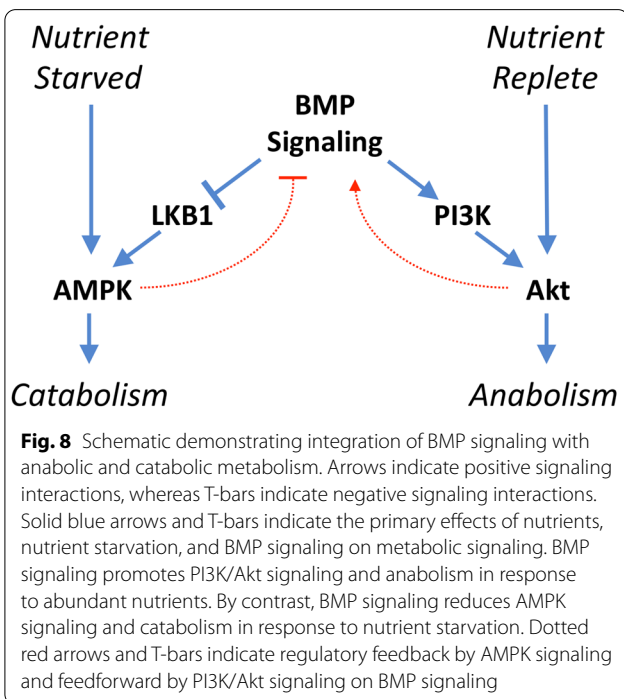 Nutrient
Starved
Nutrient
Replete
BMP
Signaling
LKB1
PI3K
AMPK
Akt
Catabolism
Anabolism
Fig. 8 Schematic demonstrating integration of BMP signaling with
anabolic and catabolic metabolism. Arrows indicate positive signaling
interactions, whereas T-bars indicate negative signaling interactions.
Solid blue arrows and T-bars indicate the primary effects of nutrients,
nutrient starvation, and BMP signaling on metabolic signaling. BMP
signaling promotes PI3K/Akt signaling and anabolism in response
to abundant nutrients. By contrast, BMP signaling reduces AMPK
signaling and catabolism in response to nutrient starvation. Dotted
red arrows and T-bars indicate regulatory feedback by AMPK signaling
and feedforward by PI3K/Akt signaling on BMP signaling